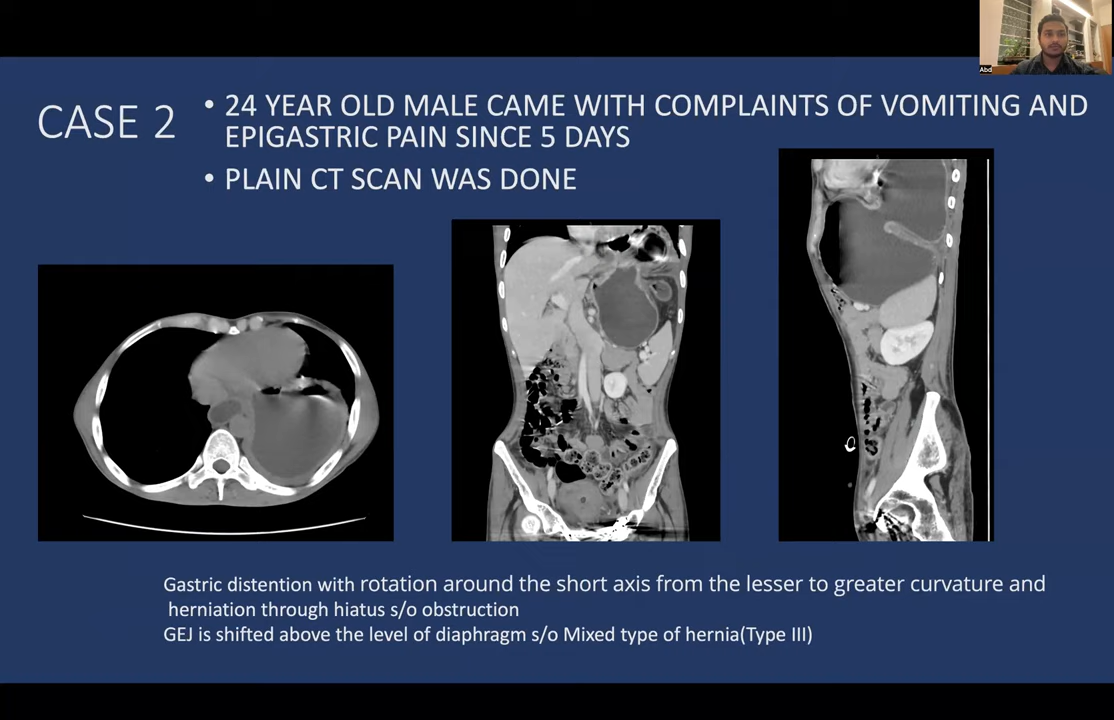 Abd
CASE 2
• 24 YEAR OLD MALE CAME WITH COMPLAINTS OF VOMITING AND
EPIGASTRIC PAIN SINCE 5 DAYS
• PLAIN CT SCAN WAS DONE
Gastric distention with rotation around the short axis from the lesser to greater curvature and
herniation through hiatus s/o obstruction
GEJ is shifted above the level of diaphragm s/o Mixed type of hernia(Type III)